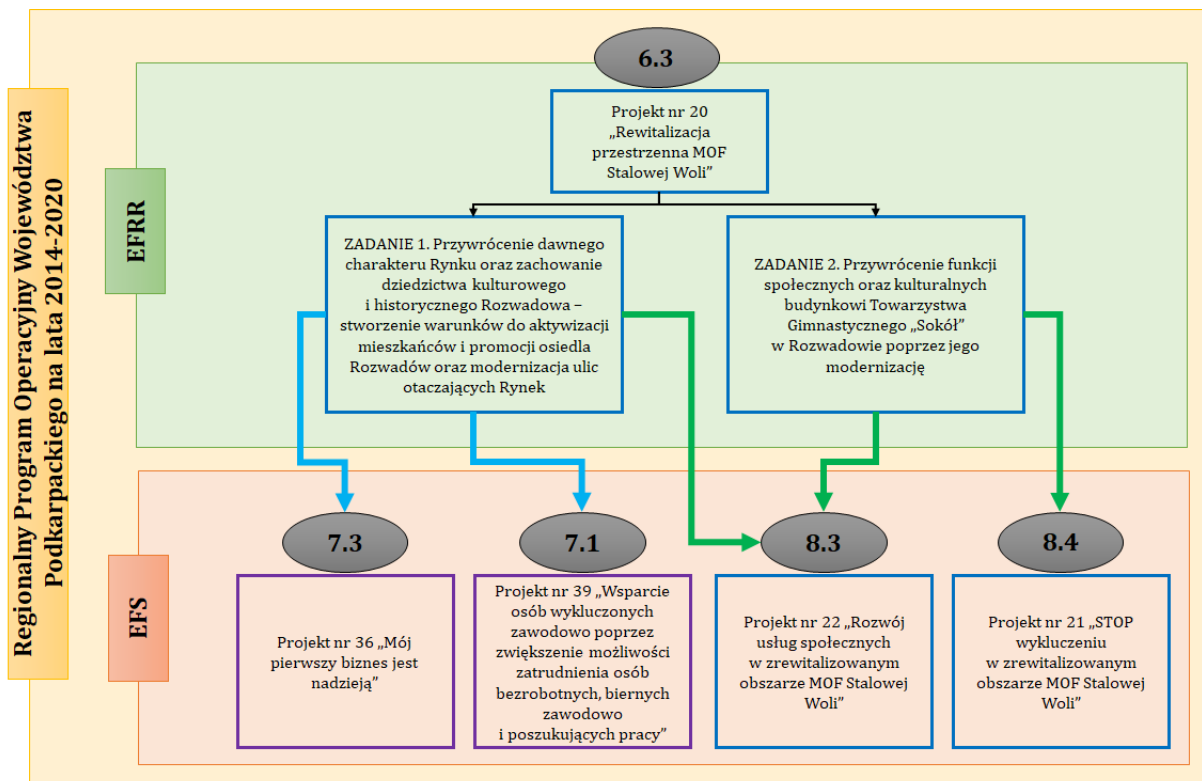 Regionalny Program Operacyjny Województwa
Podkarpackiego na lata 2014-2020
EFRR
6.3
Projekt nr 20
„Rewitalizacja
przestrzenna MOF
Stalowej Woli”
ZADANIE 1. Przywrócenie dawnego
charakteru Rynku oraz zachowanie
dziedzictwa kulturowego
i historycznego Rozwadowa –
stworzenie warunków do aktywizacji
mieszkańców i promocji osiedla
Rozwadów oraz modernizacja ulic
otaczających Rynek
ZADANIE 2. Przywrócenie funkcji
społecznych oraz kulturalnych
budynkowi Towarzystwa
Gimnastycznego „Sokół”
w Rozwadowie poprzez jego
modernizację
EFS
7.3
Projekt nr 36 „Mój
pierwszy biznes jest
nadzieją”
7.1
Projekt nr 39 „Wsparcie
osób wykluczonych
zawodowo poprzez
zwiększenie możliwości
zatrudnienia osób
bezrobotnych, biernych
zawodowo
i poszukujących pracy”
8.3
Projekt nr 22 „Rozwój
usług społecznych
w zrewitalizowanym
obszarze MOF Stalowej
Woli”
8.4
Projekt nr 21 „STOP
wykluczeniu
w zrewitalizowanym
obszarze MOF Stalowej
Woli”